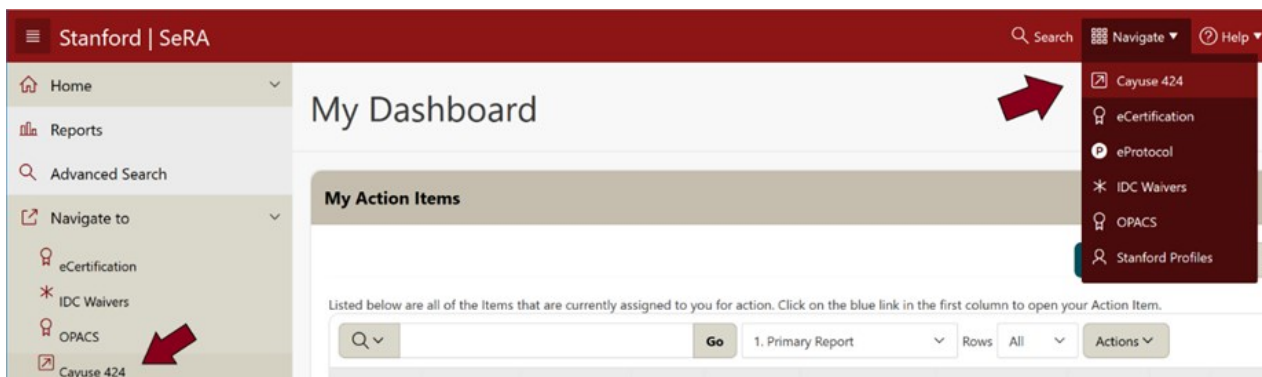 Stanford | SeRA
Search
Navigate ▼
Help ▼
Home
Reports
Advanced Search
Navigate to
eCertification
IDC Waivers
OPACS
Cayuse 424
My Dashboard
My Action Items
Listed below are all of the Items that are currently assigned to you for action. Click on the blue link in the first column to open your Action Item.
Go
1. Primary Report
Rows
All
Actions
Cayuse 424
eCertification
P
eProtocol
IDC Waivers
OPACS
Stanford Profiles